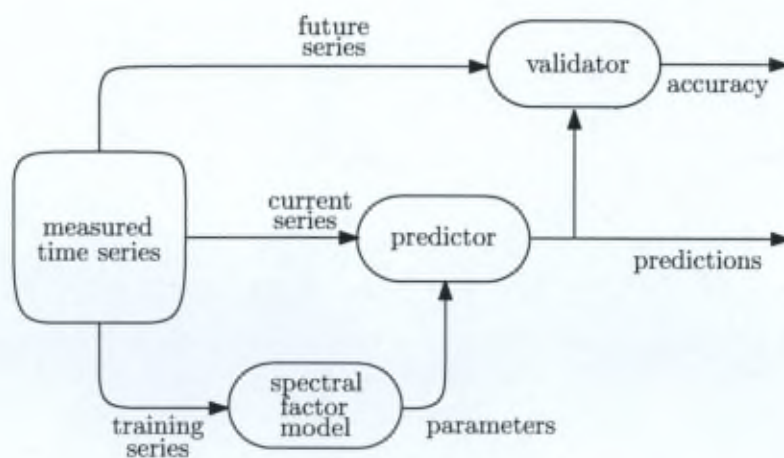 future
series
validator
accuracy
measured
time series
current
series
predictor
predictions
training
series
spectral
factor
model
parameters